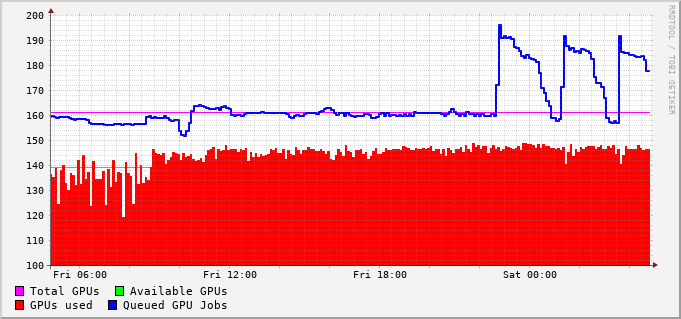 200
190
180
170
160
150
140
130
120
110
100
Fri 06:00 Fri 12:00 Fri 18:00 Sat 00:00
Total GPUs Available GPUs
GPUs used Queued GPU Jobs
RRDTOOL / TOBI OETIKER